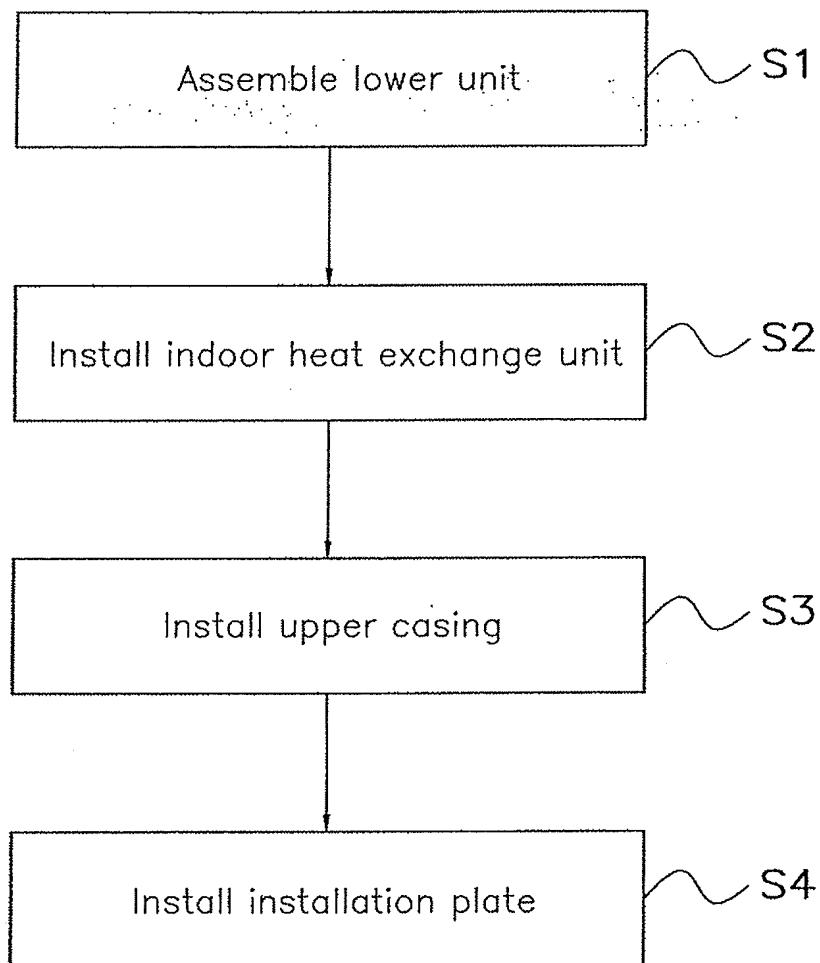 Assemble lower unit
S1
Install indoor heat exchange unit
S2
Install upper casing
S3
Install installation plate
S4